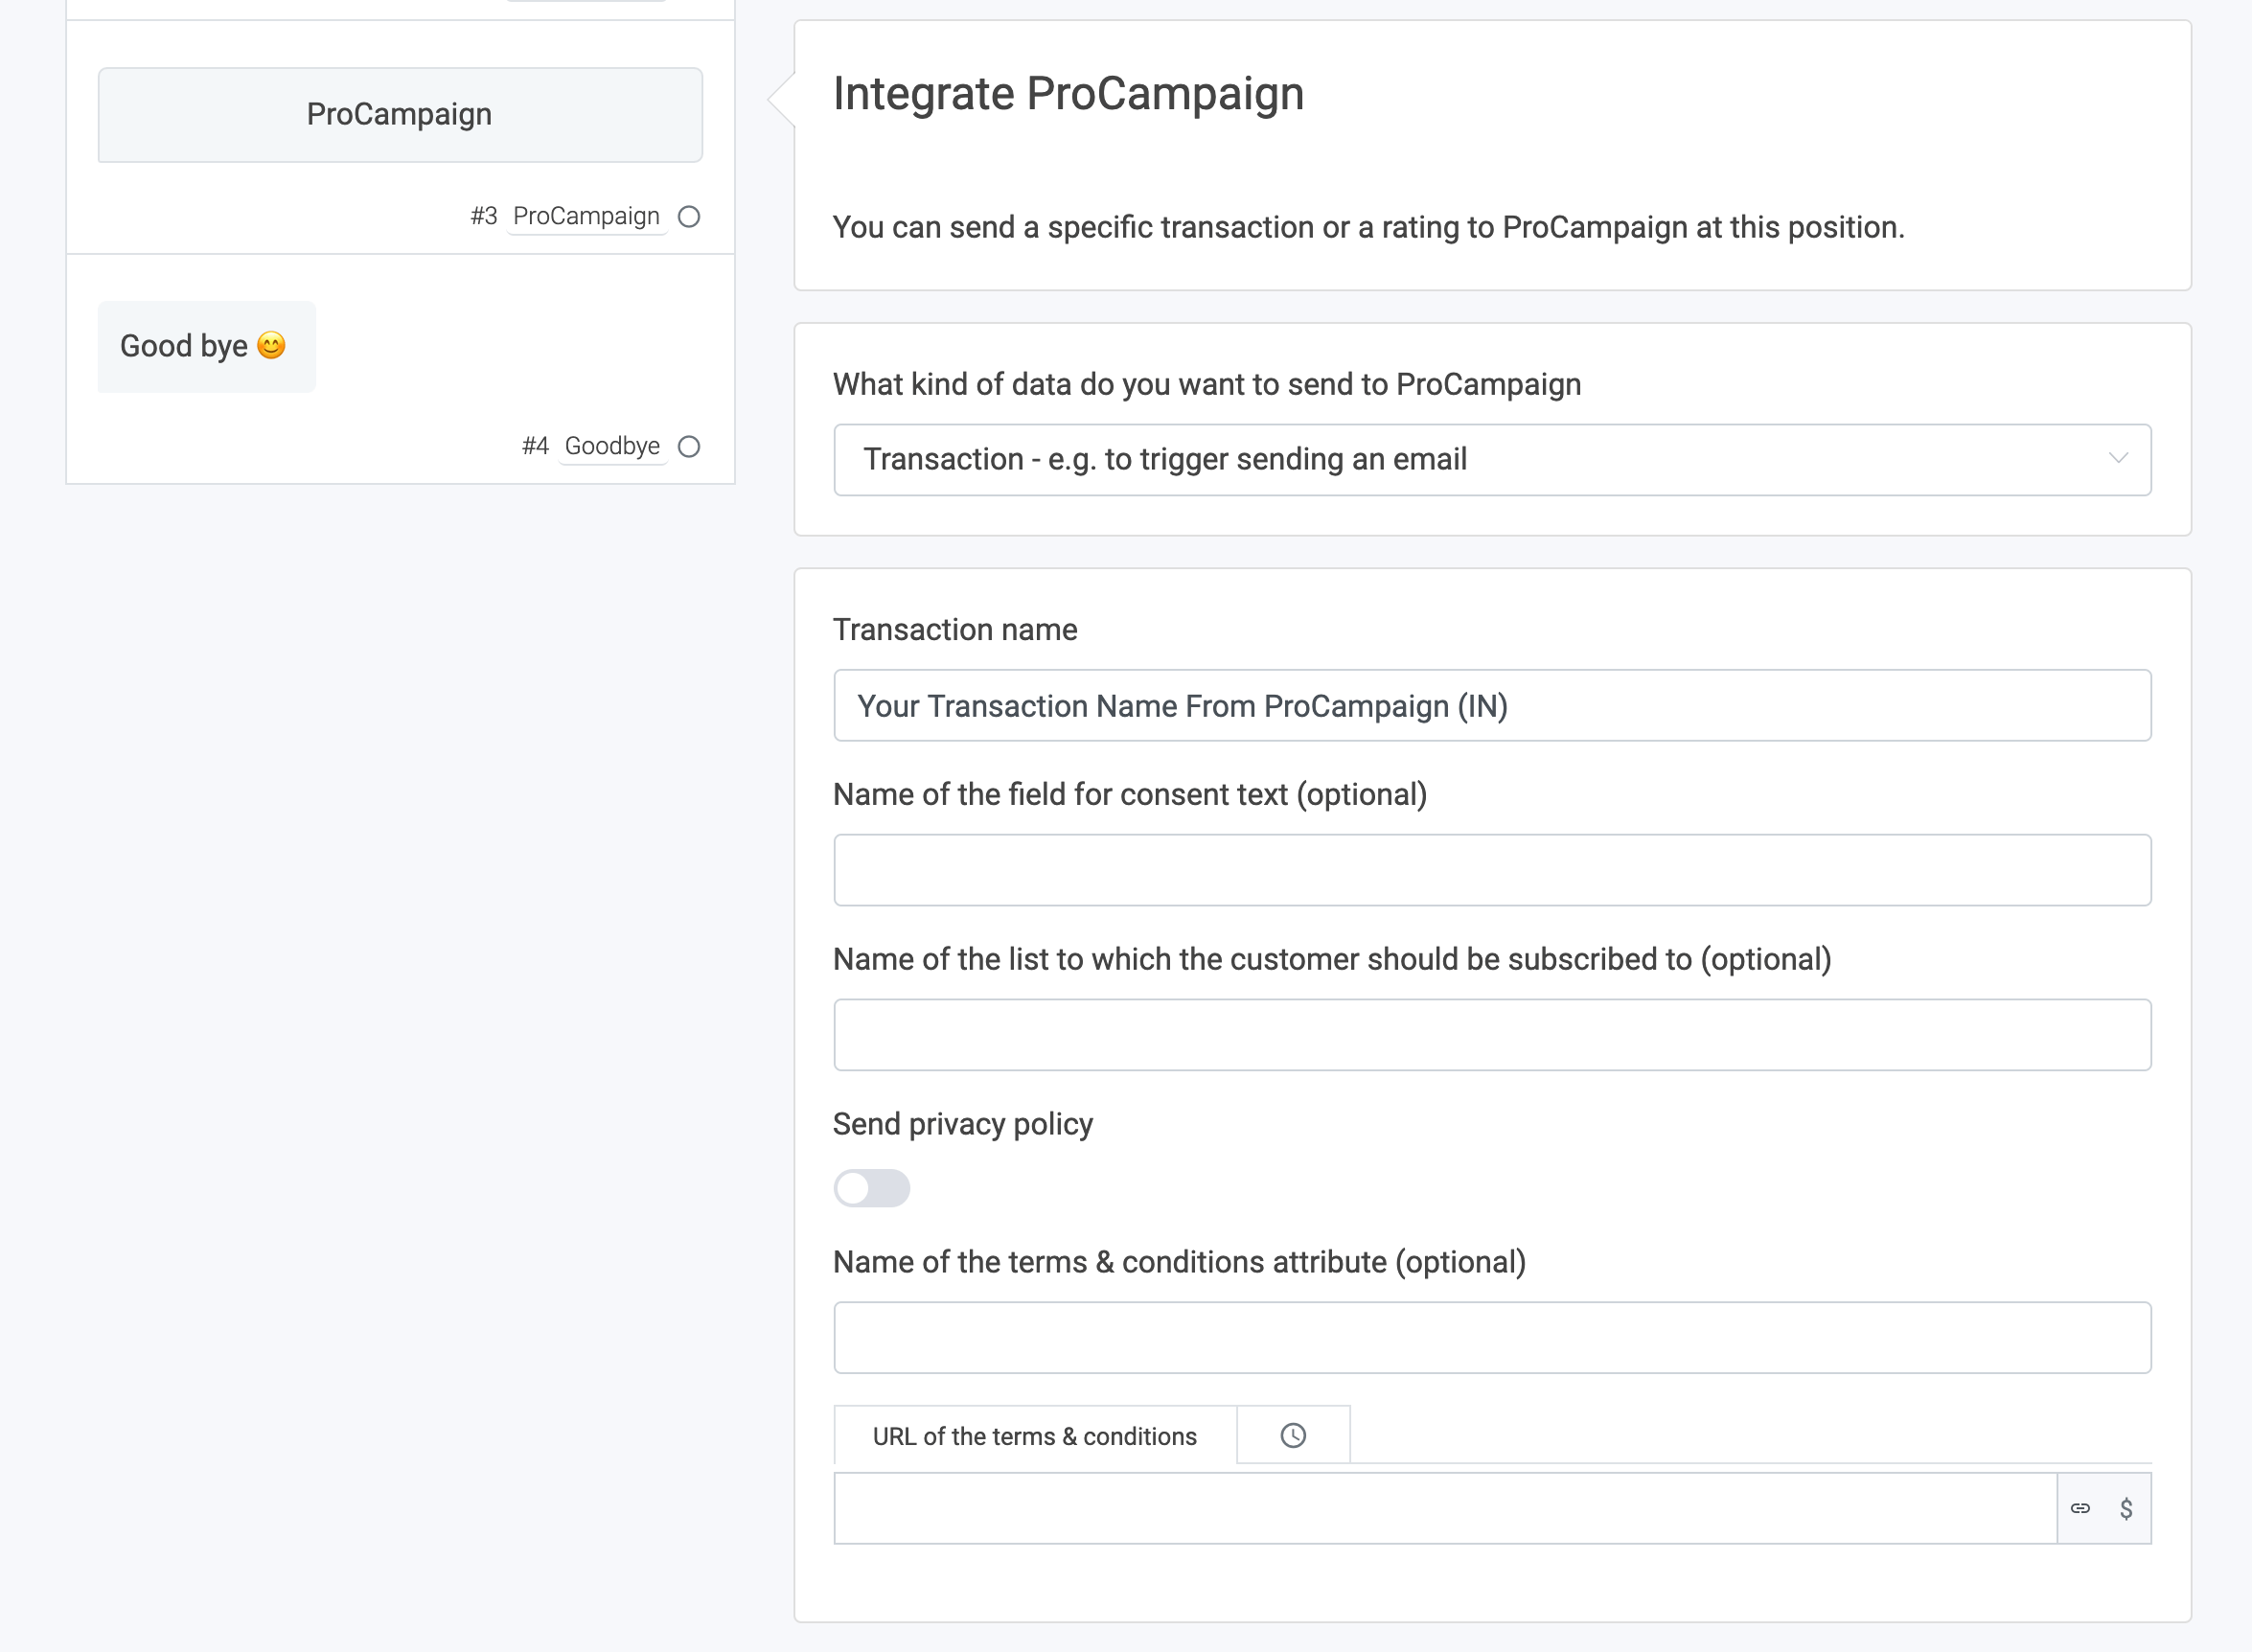 ProCampaign
#3 ProCampaign
Good bye 😊
#4 Goodbye
Integrate ProCampaign
You can send a specific transaction or a rating to ProCampaign at this position.
What kind of data do you want to send to ProCampaign
Transaction - e.g. to trigger sending an email
Transaction name
Your Transaction Name From ProCampaign (IN)
Name of the field for consent text (optional)
Name of the list to which the customer should be subscribed to (optional)
Send privacy policy
Name of the terms & conditions attribute (optional)
URL of the terms & conditions
$